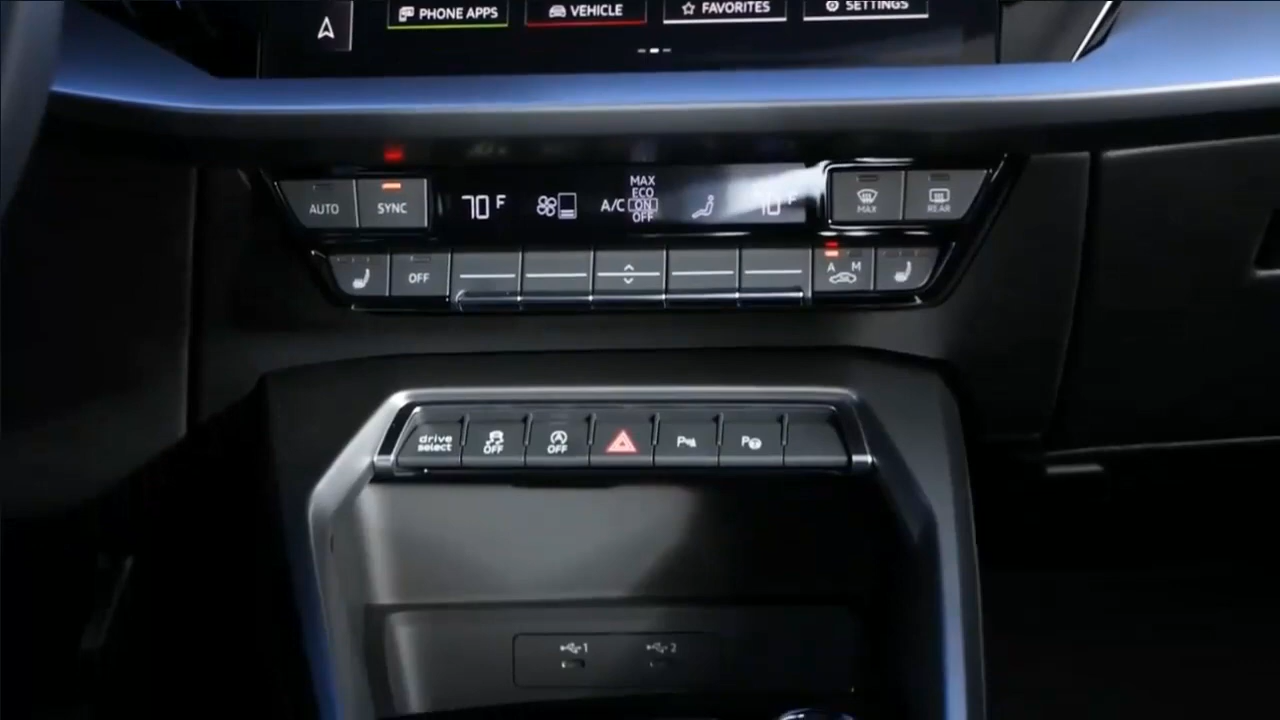 PHONE APPS
VEHICLE
FAVORITES
SETTINGS
AUTO
SYNC
70 F
A/C
MAX
ECO
ON
OFF
70 F
MAX
REAR
OFF
A M
drive
select
OFF
OFF
P
P
1
2